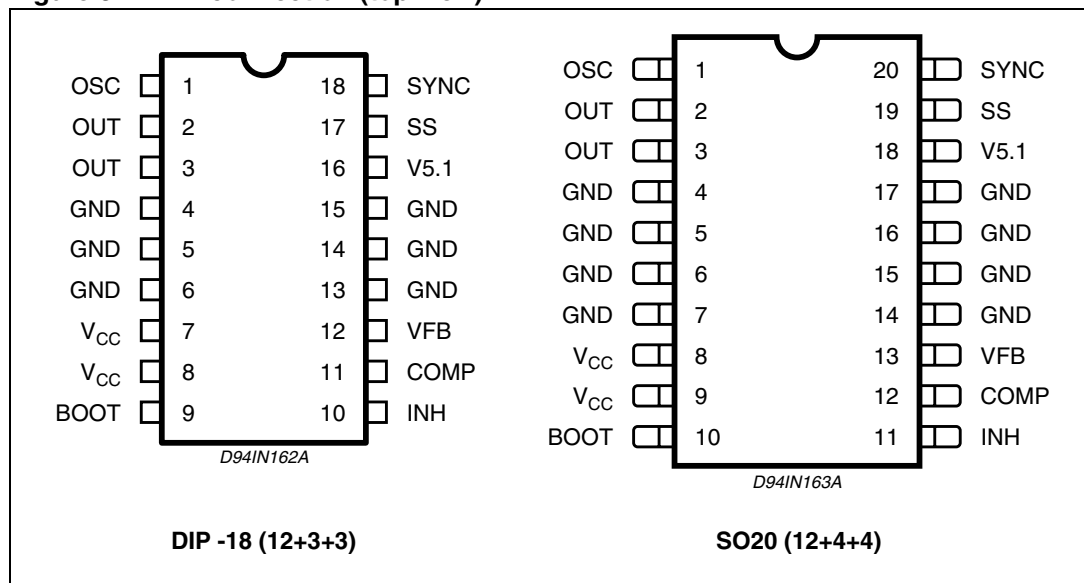 OSC 1 18 SYNC
OUT 2 17 SS
OUT 3 16 V5.1
GND 4 15 GND
GND 5 14 GND
GND 6 13 GND
VCC 7 12 VFB
VCC 8 11 COMP
BOOT 9 10 INH
D94IN162A
DIP -18 (12+3+3)
OSC 1 20 SYNC
OUT 2 19 SS
OUT 3 18 V5.1
GND 4 17 GND
GND 5 16 GND
GND 6 15 GND
GND 7 14 GND
VCC 8 13 VFB
VCC 9 12 COMP
BOOT 10 11 INH
D94IN163A
SO20 (12+4+4)